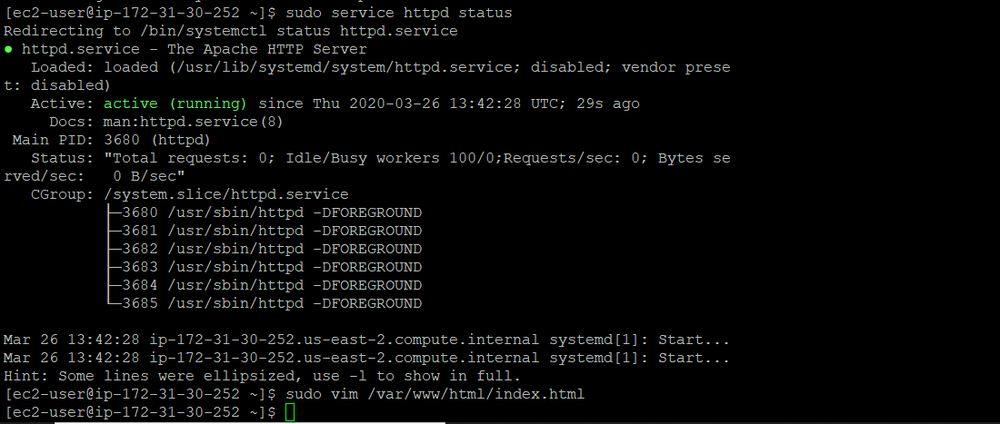 [ec2-user@ip-172-31-30-252 ~]$ sudo service httpd status
Redirecting to /bin/systemctl status httpd.service
● httpd.service - The Apache HTTP Server
   Loaded: loaded (/usr/lib/systemd/system/httpd.service; disabled; vendor prese
t: disabled)
   Active: active (running) since Thu 2020-03-26 13:42:28 UTC; 29s ago
     Docs: man:httpd.service(8)
 Main PID: 3680 (httpd)
   Status: "Total requests: 0; Idle/Busy workers 100/0;Requests/sec: 0; Bytes se
rved/sec:   0 B/sec"
   CGroup: /system.slice/httpd.service
           ├─3680 /usr/sbin/httpd -DFOREGROUND
           ├─3681 /usr/sbin/httpd -DFOREGROUND
           ├─3682 /usr/sbin/httpd -DFOREGROUND
           ├─3683 /usr/sbin/httpd -DFOREGROUND
           ├─3684 /usr/sbin/httpd -DFOREGROUND
           └─3685 /usr/sbin/httpd -DFOREGROUND

Mar 26 13:42:28 ip-172-31-30-252.us-east-2.compute.internal systemd[1]: Start...
Mar 26 13:42:28 ip-172-31-30-252.us-east-2.compute.internal systemd[1]: Start...
Hint: Some lines were ellipsized, use -l to show in full.
[ec2-user@ip-172-31-30-252 ~]$ sudo vim /var/www/html/index.html
[ec2-user@ip-172-31-30-252 ~]$